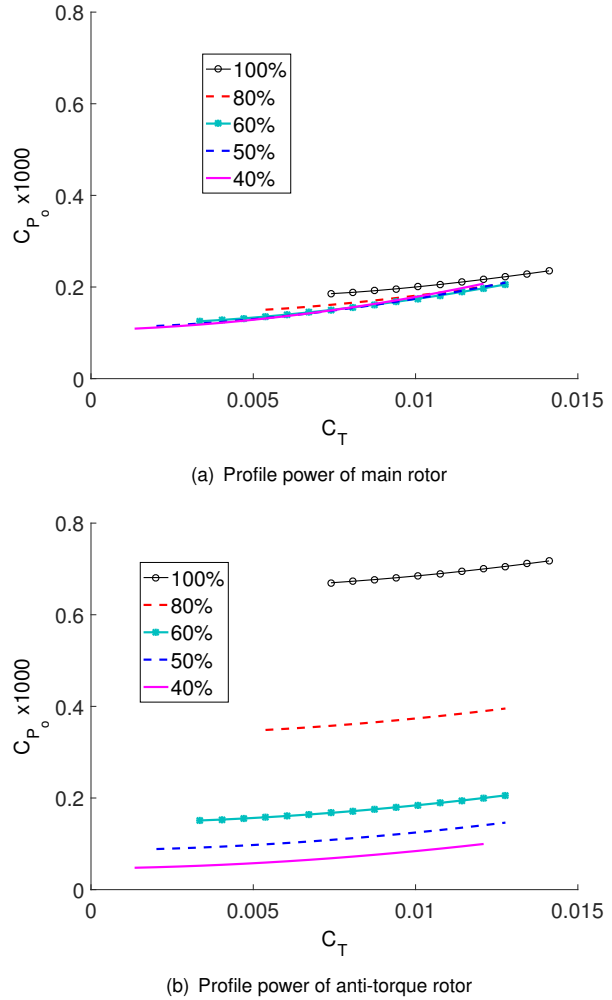 0.8
0.6
0.4
0.2
0
C_{P_o} x1000
100%
80%
60%
50%
40%
0 0.005 0.01 0.015
C_T
(a) Profile power of main rotor
0.8
0.6
0.4
0.2
0
C_{P_o} x1000
100%
80%
60%
50%
40%
0 0.005 0.01 0.015
C_T
(b) Profile power of anti-torque rotor